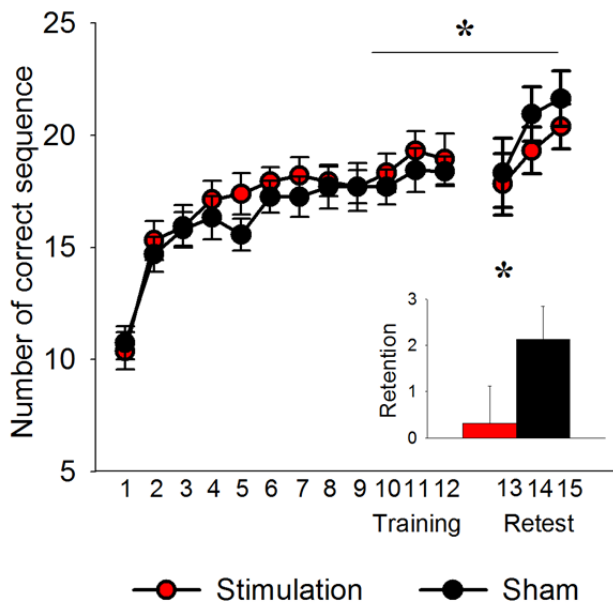 25
*
Number of correct sequence
20
15
10
5
*
3
2
1
0
Retention
1 2 3 4 5 6 7 8 9 10 11 12 13 14 15
Training Retest
Stimulation Sham